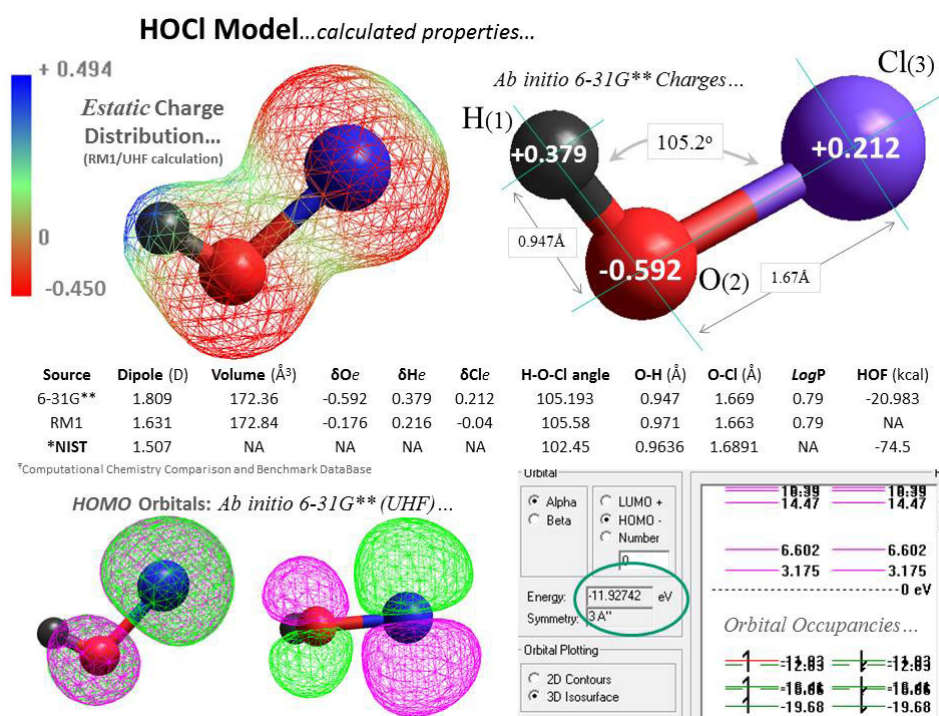 HOCl Model...calculated properties...
+ 0.494
0
-0.450
Estatic Charge
Distribution...
(RM1/UHF calculation)
Ab initio 6-31G** Charges...
Cl(3)
H(1)
+0.379
105.2º
+0.212
0.947Å
-0.592
O(2)
1.67Å
Source Dipole (D) Volume (Å³) δOe δHe δCle H-O-Cl angle O-H (Å) O-Cl (Å) LogP HOF (kcal)
6-31G** 1.809 172.36 -0.592 0.379 0.212 105.193 0.947 1.669 0.79 -20.983
RM1 1.631 172.84 -0.176 0.216 -0.04 105.58 0.971 1.663 0.79 NA
*NIST 1.507 NA NA NA NA 102.45 0.9636 1.6891 NA -74.5
Computational Chemistry Comparison and Benchmark DataBase
HOMO Orbitals: Ab initio 6-31G** (UHF)...
Orbital
Alpha
Beta
LUMO +
HOMO -
Number
0
Energy: -11.92742 eV
Symmetry: 3 A"
Orbital Plotting
2D Contours
3D Isosurface
14.47 14.47
6.602 6.602
3.175 3.175
0 eV
Orbital Occupancies...
-19.68 -19.68